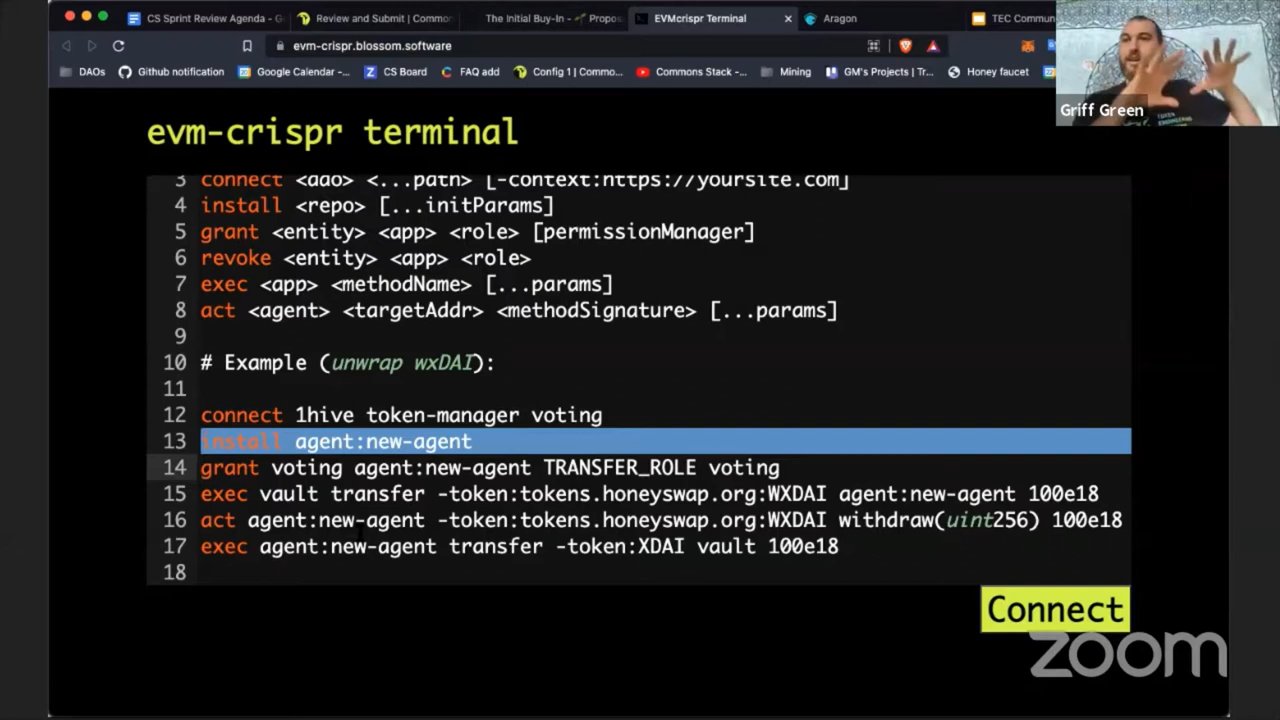 CS Sprint Review Agenda - G
Review and Submit | Common
The Initial Buy-In - 🌱 Propos
EVMcrispr Terminal
Aragon
TEC Commun
evm-crispr.blossom.software
DAOs
Github notification
Google Calendar -...
CS Board
FAQ add
Config 1 | Commo...
Commons Stack -...
Mining
GM's Projects | Tr...
Honey faucet
Griff Green
evm-crispr terminal
3 connect <dao> <...path> [-context:https://yoursite.com]
4 install <repo> [...initParams]
5 grant <entity> <app> <role> [permissionManager]
6 revoke <entity> <app> <role>
7 exec <app> <methodName> [...params]
8 act <agent> <targetAddr> <methodSignature> [...params]
9
10 # Example (unwrap wxDAI):
11
12 connect 1hive token-manager voting
13 install agent:new-agent
14 grant voting agent:new-agent TRANSFER_ROLE voting
15 exec vault transfer -token:tokens.honeyswap.org:WXDAI agent:new-agent 100e18
16 act agent:new-agent -token:tokens.honeyswap.org:WXDAI withdraw(uint256) 100e18
17 exec agent:new-agent transfer -token:XDAI vault 100e18
18
Connect
zoom